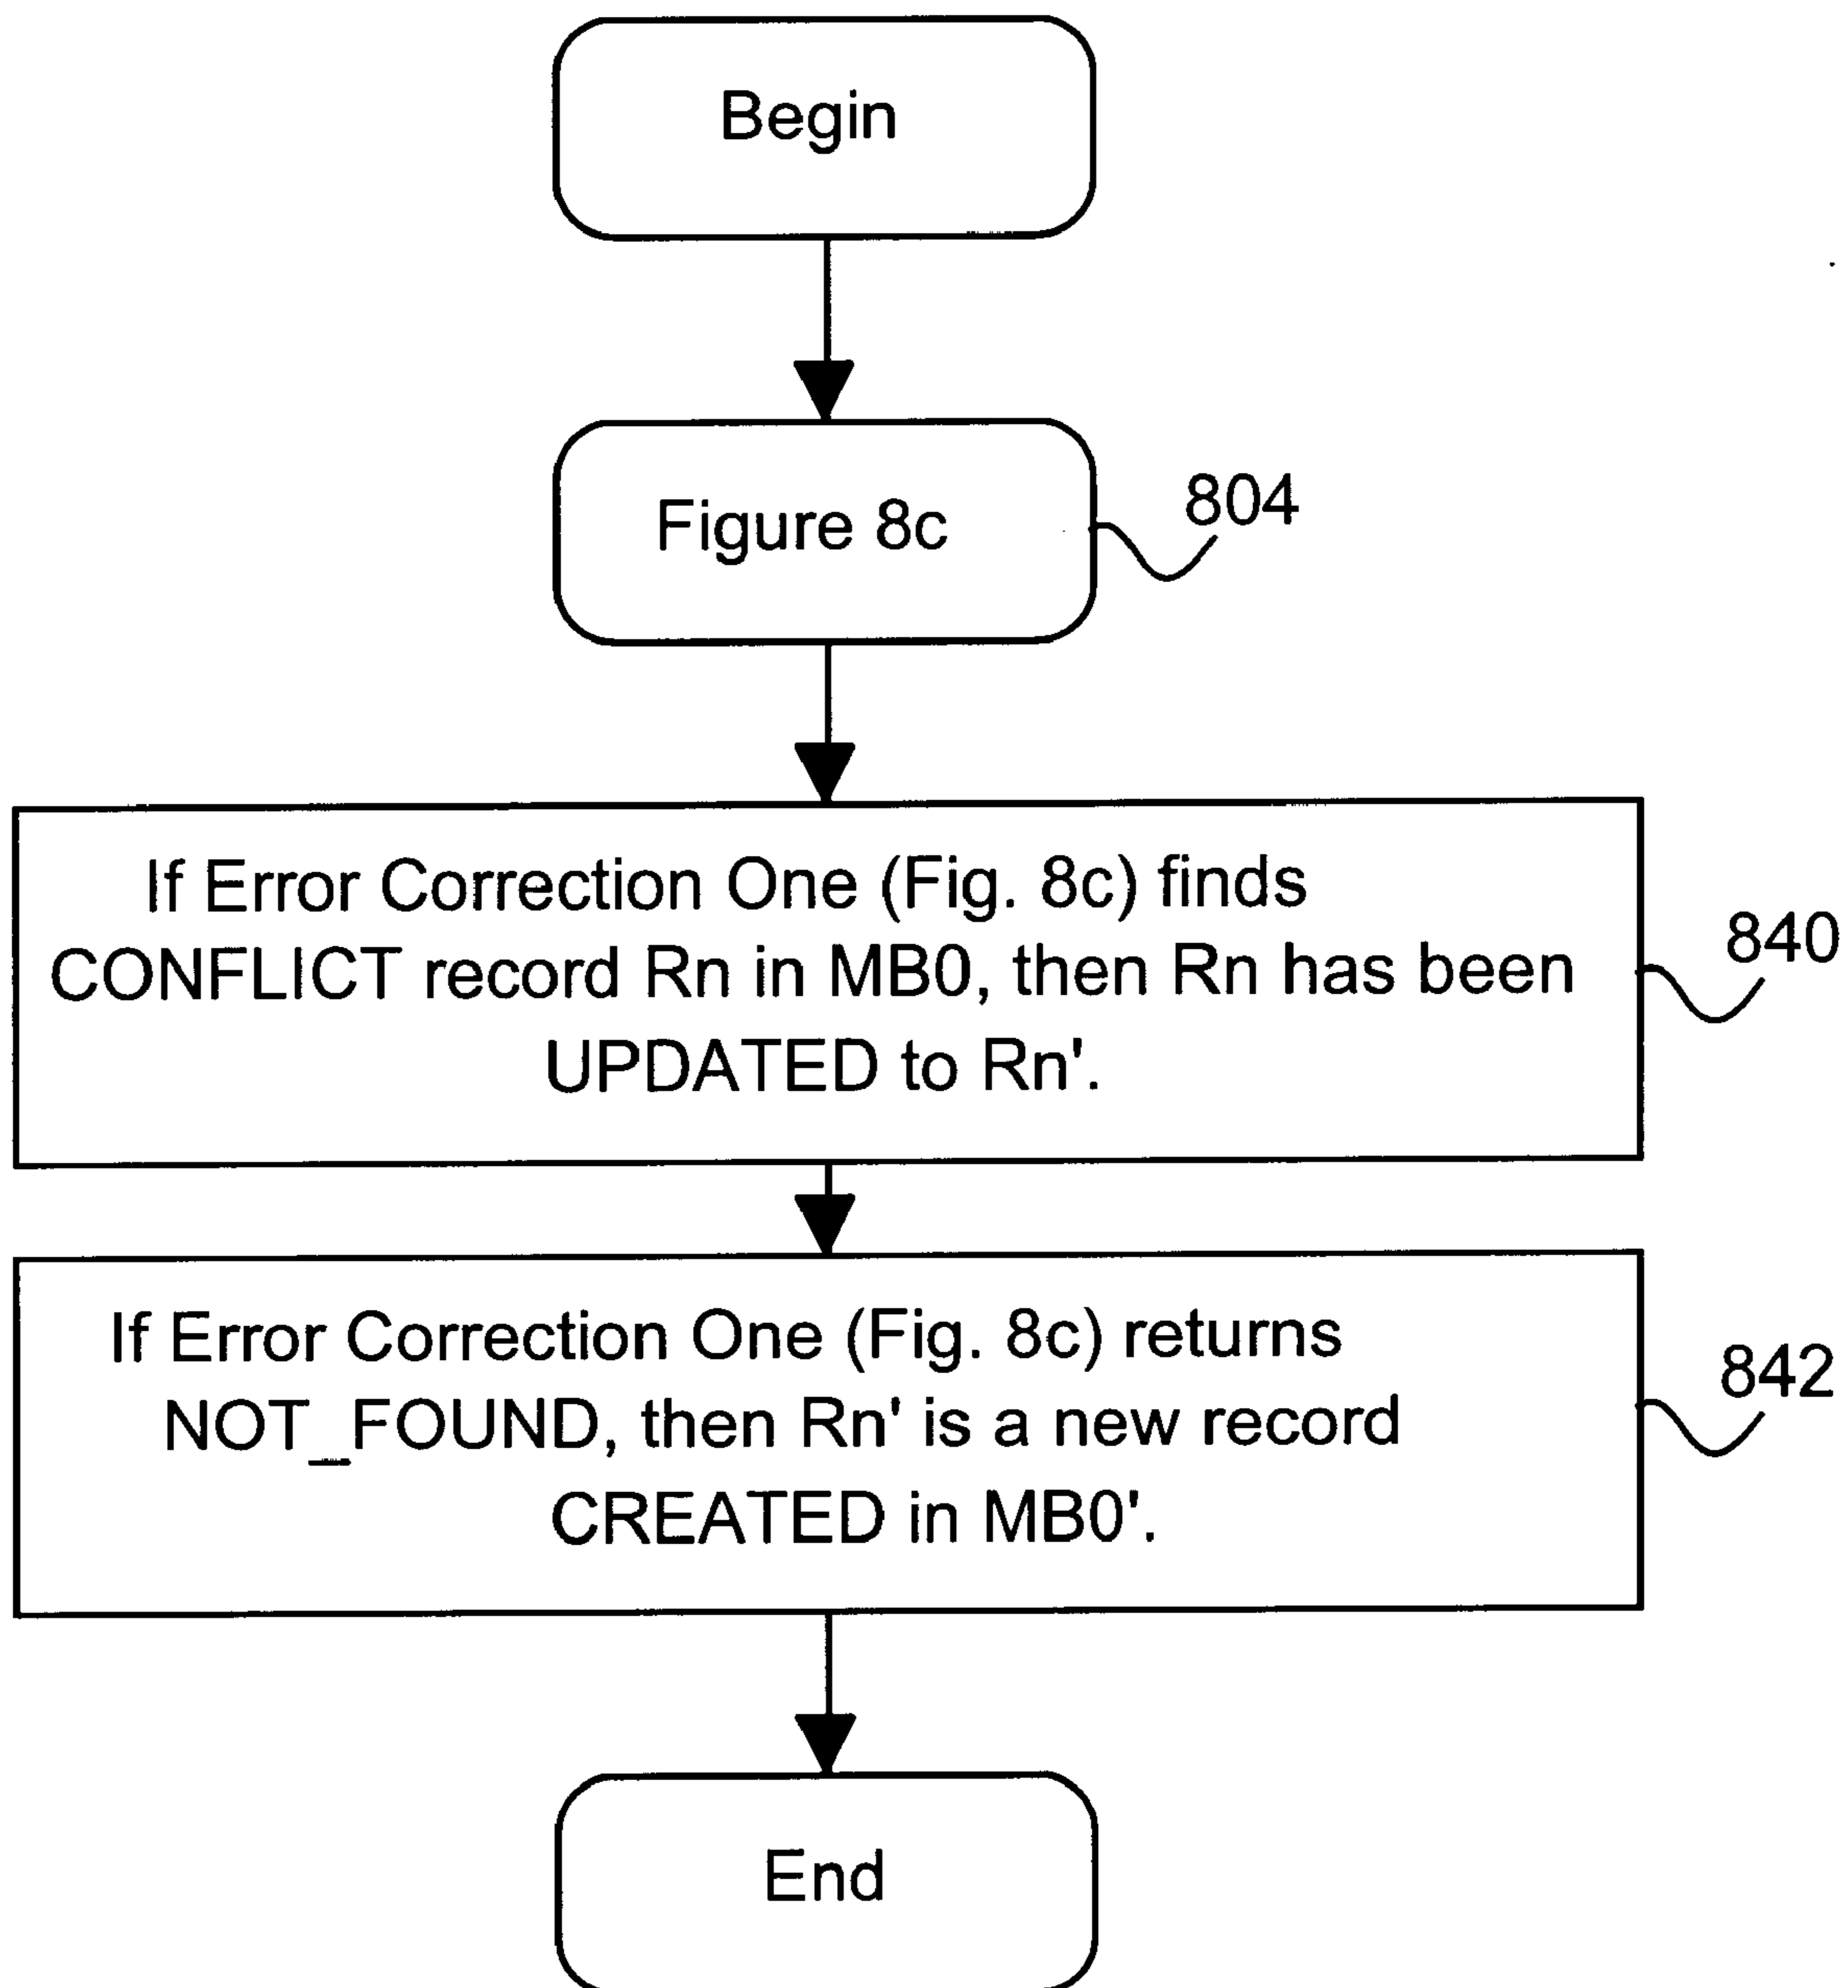 Begin
Figure 8c
804
If Error Correction One (Fig. 8c) finds
CONFLICT record Rn in MB0, then Rn has been
UPDATED to Rn'.
840
If Error Correction One (Fig. 8c) returns
NOT_FOUND, then Rn' is a new record
CREATED in MB0'.
842
End